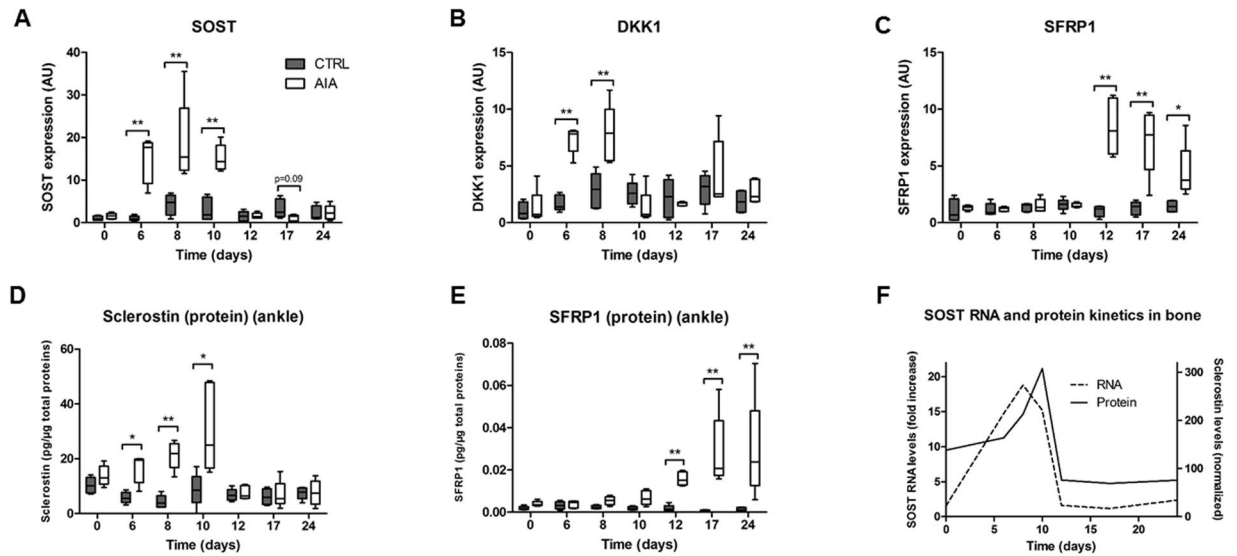 A
SOST
SOST expression (AU)
40
30
20
10
0
**
**
**
p=0.09
CTRL
AIA
0 6 8 10 12 17 24
Time (days)
B
DKK1
DKK1 expression (AU)
15
10
5
0
**
**
0 6 8 10 12 17 24
Time (days)
C
SFRP1
SFRP1 expression (AU)
15
10
5
0
**
**
*
0 6 8 10 12 17 24
Time (days)
D
Sclerostin (protein) (ankle)
Sclerostin (pg/µg total proteins)
60
40
20
0
*
**
*
0 6 8 10 12 17 24
Time (days)
E
SFRP1 (protein) (ankle)
SFRP1 (pg/µg total proteins)
0.08
0.06
0.04
0.02
0.00
**
**
**
0 6 8 10 12 17 24
Time (days)
F
SOST RNA and protein kinetics in bone
SOST RNA levels (fold increase)
20
15
10
5
0
RNA
Protein
Sclerostin levels (normalized)
300
200
100
0
0 5 10 15 20
Time (days)